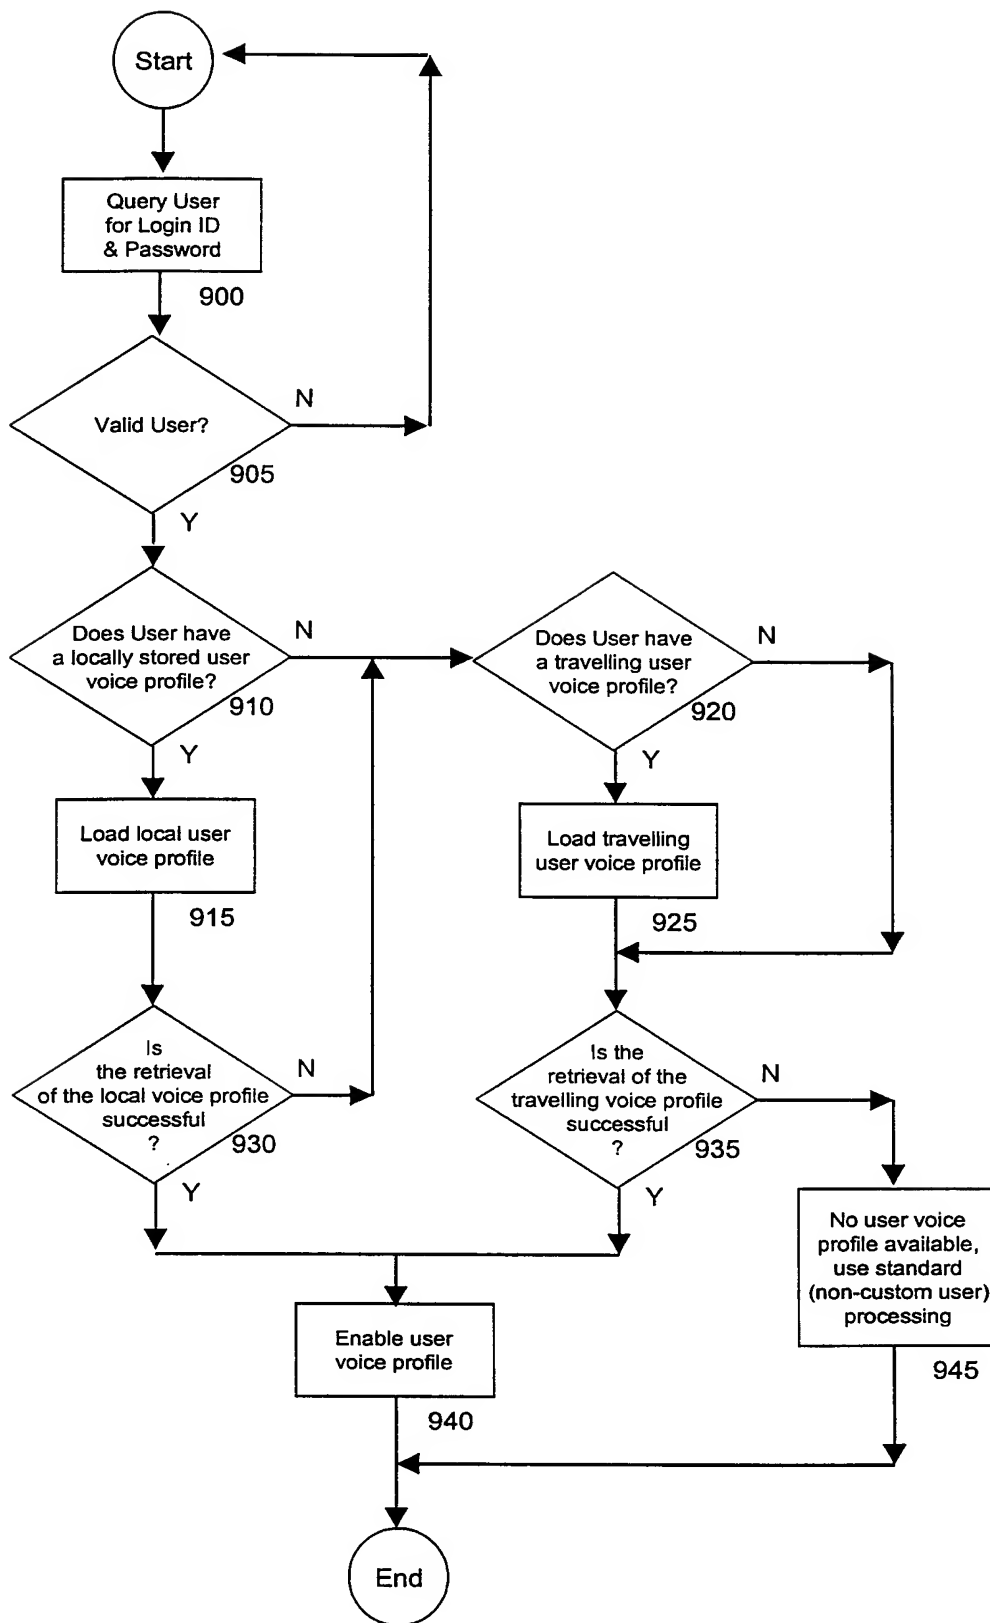 Start
Query User
for Login ID
& Password
900
Valid User?
N
905
Y
Does User have
a locally stored user
voice profile?
N
910
Y
Does User have
a travelling user
voice profile?
N
920
Y
Load local user
voice profile
915
Load travelling
user voice profile
925
Is
the retrieval
of the local voice profile
successful
?
N
930
Y
Is the
retrieval of the
travelling voice profile
successful
?
N
935
Y
No user voice
profile available,
use standard
(non-custom user)
processing
945
Enable user
voice profile
940
End